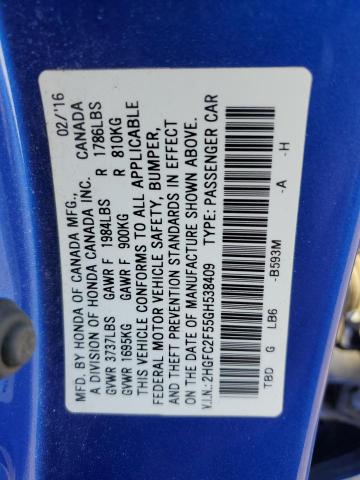 MFD. BY HONDA OF CANADA MFG., 02/'16
A DIVISION OF HONDA CANADA INC. CANADA
GVWR 3737LBS GAWR F 1984LBS R 1786LBS
GVWR 1695KG GAWR F 900KG R 810KG
THIS VEHICLE CONFORMS TO ALL APPLICABLE
FEDERAL MOTOR VEHICLE SAFETY, BUMPER,
AND THEFT PREVENTION STANDARDS IN EFFECT
ON THE DATE OF MANUFACTURE SHOWN ABOVE.
V.I.N.: 2HGFC2F55GH538409 TYPE: PASSENGER CAR
TBD G LB6 -B593M -A -H